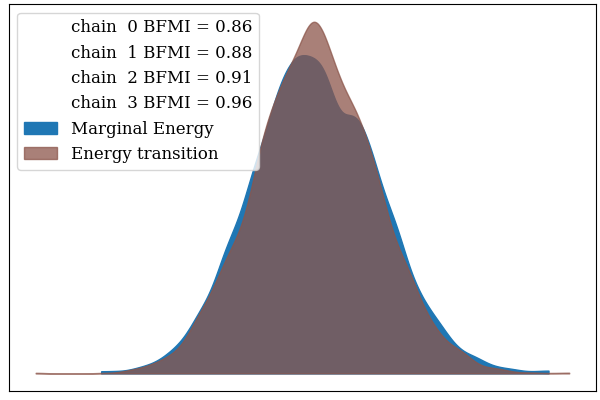 chain  0 BFMI = 0.86
chain  1 BFMI = 0.88
chain  2 BFMI = 0.91
chain  3 BFMI = 0.96
Marginal Energy
Energy transition